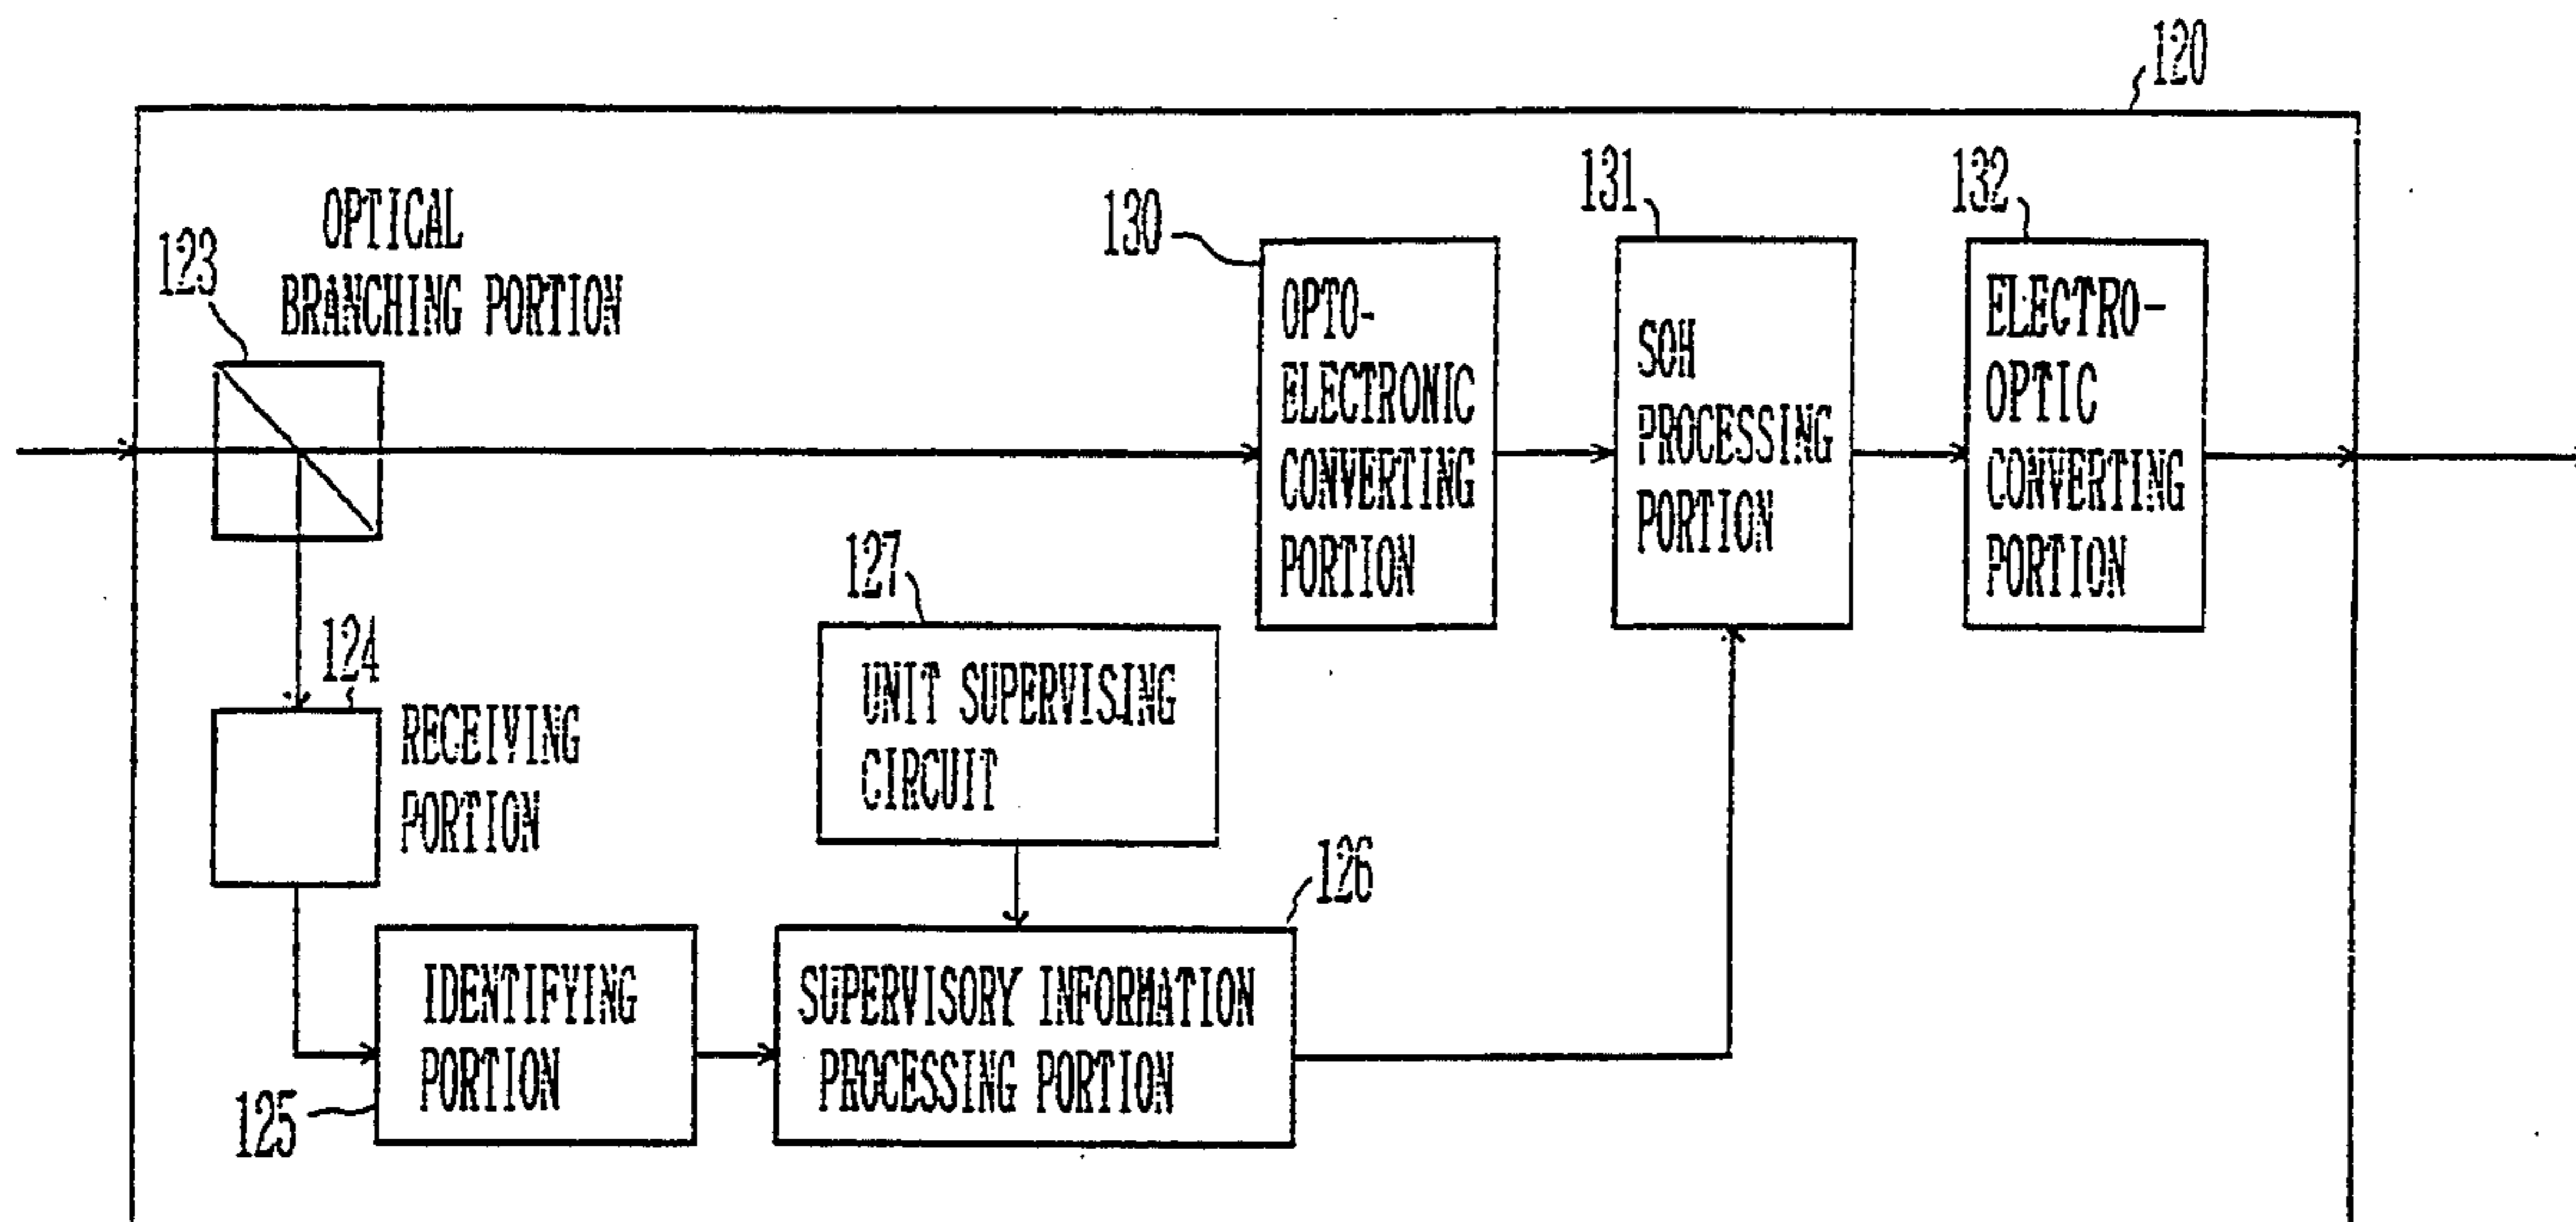 120
OPTICAL
BRANCHING PORTION
123
130
OPTO-
ELECTRONIC
CONVERTING
PORTION
131
SOH
PROCESSING
PORTION
132
ELECTRO-
OPTIC
CONVERTING
PORTION
127
UNIT SUPERVISING
CIRCUIT
124
RECEIVING
PORTION
126
IDENTIFYING
PORTION
125
SUPERVISORY INFORMATION
PROCESSING PORTION